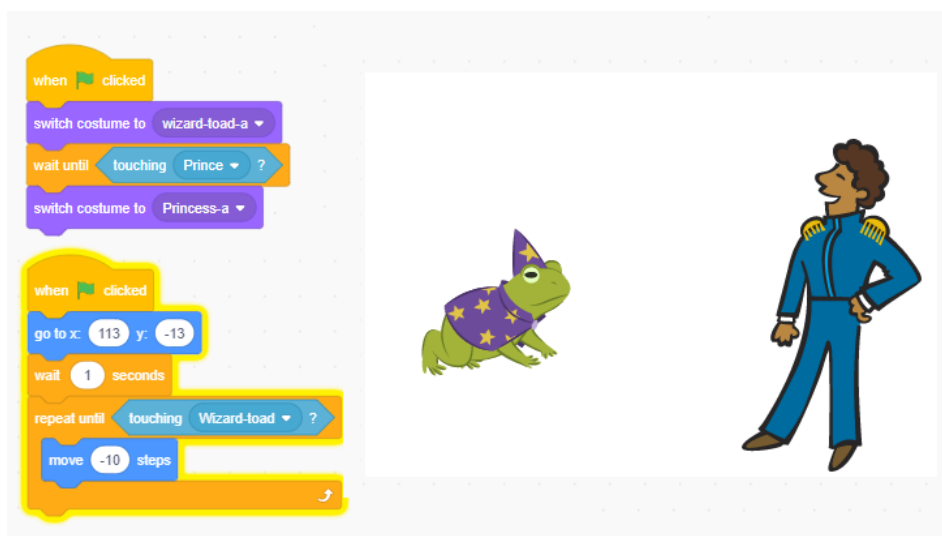 when clicked
switch costume to wizard-toad-a
wait until touching Prince ?
switch costume to Princess-a
when clicked
go to x: 113 y: -13
wait 1 seconds
repeat until touching Wizard-toad ?
move -10 steps